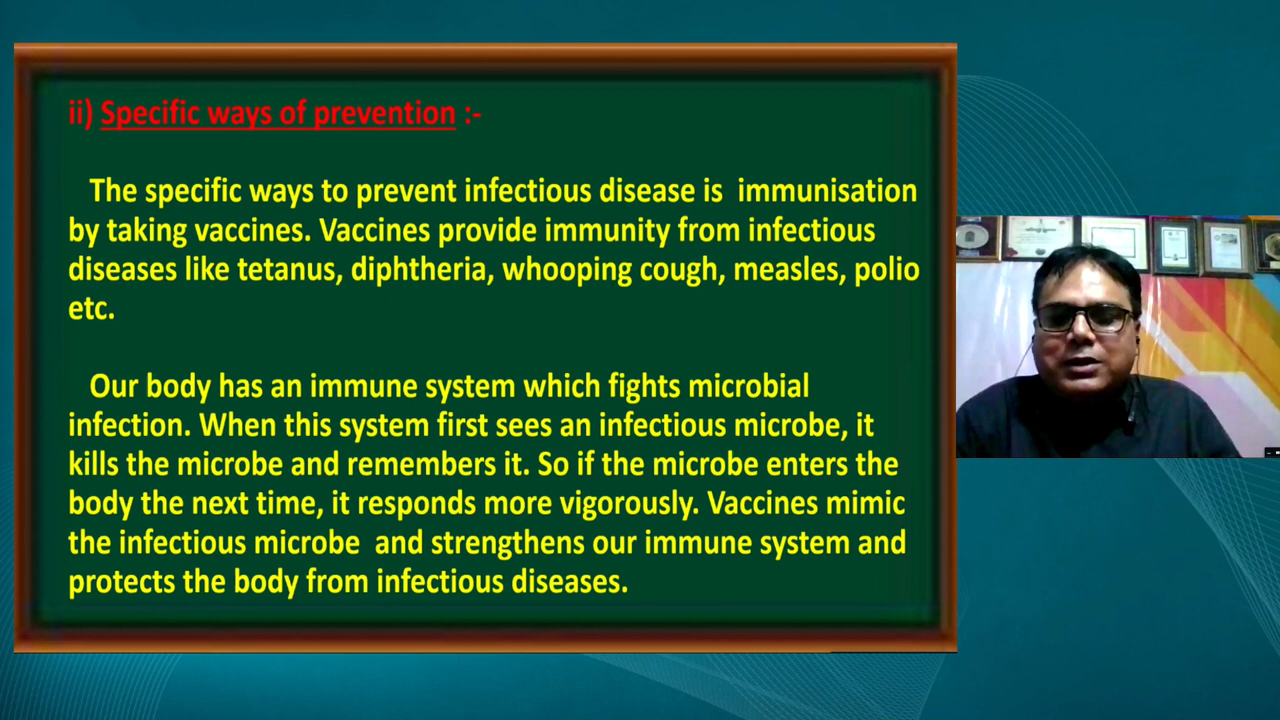 ii) Specific ways of prevention :-
The specific ways to prevent infectious disease is immunisation
by taking vaccines. Vaccines provide immunity from infectious
diseases like tetanus, diphtheria, whooping cough, measles, polio
etc.
Our body has an immune system which fights microbial
infection. When this system first sees an infectious microbe, it
kills the microbe and remembers it. So if the microbe enters the
body the next time, it responds more vigorously. Vaccines mimic
the infectious microbe and strengthens our immune system and
protects the body from infectious diseases.